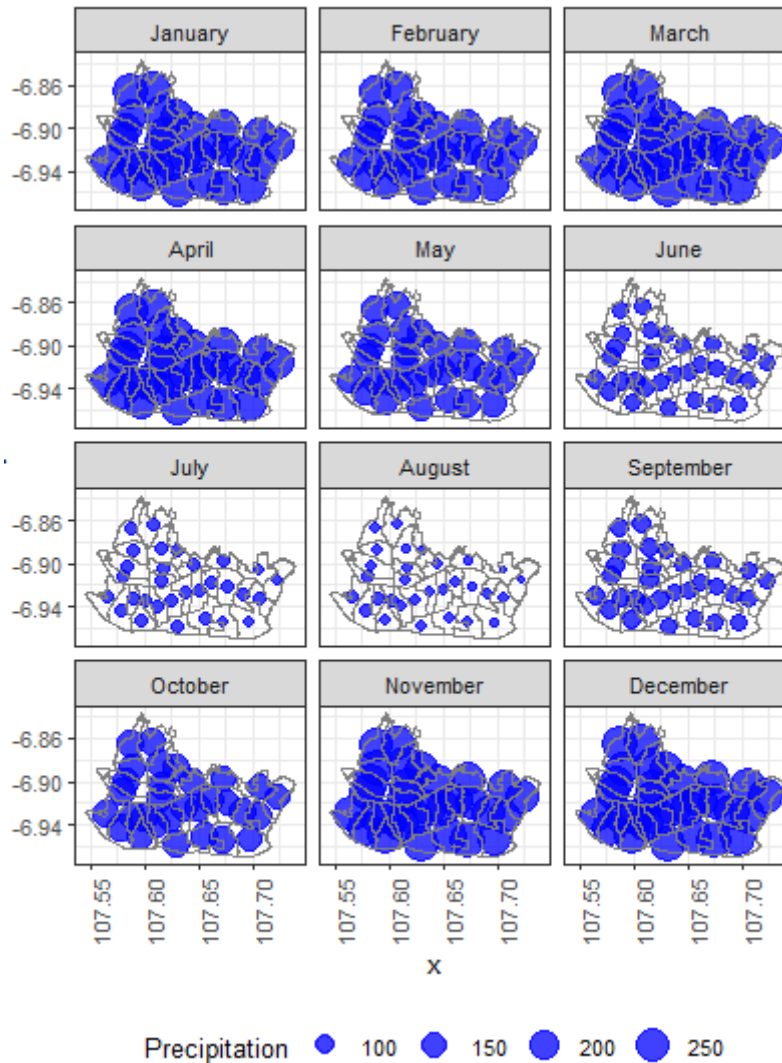 January February March
-6.86
-6.90
-6.94
April May June
-6.86
-6.90
-6.94
July August September
-6.86
-6.90
-6.94
October November December
-6.86
-6.90
-6.94
107.55 107.60 107.65 107.70 107.55 107.60 107.65 107.70 107.55 107.60 107.65 107.70
x
Precipitation 100 150 200 250